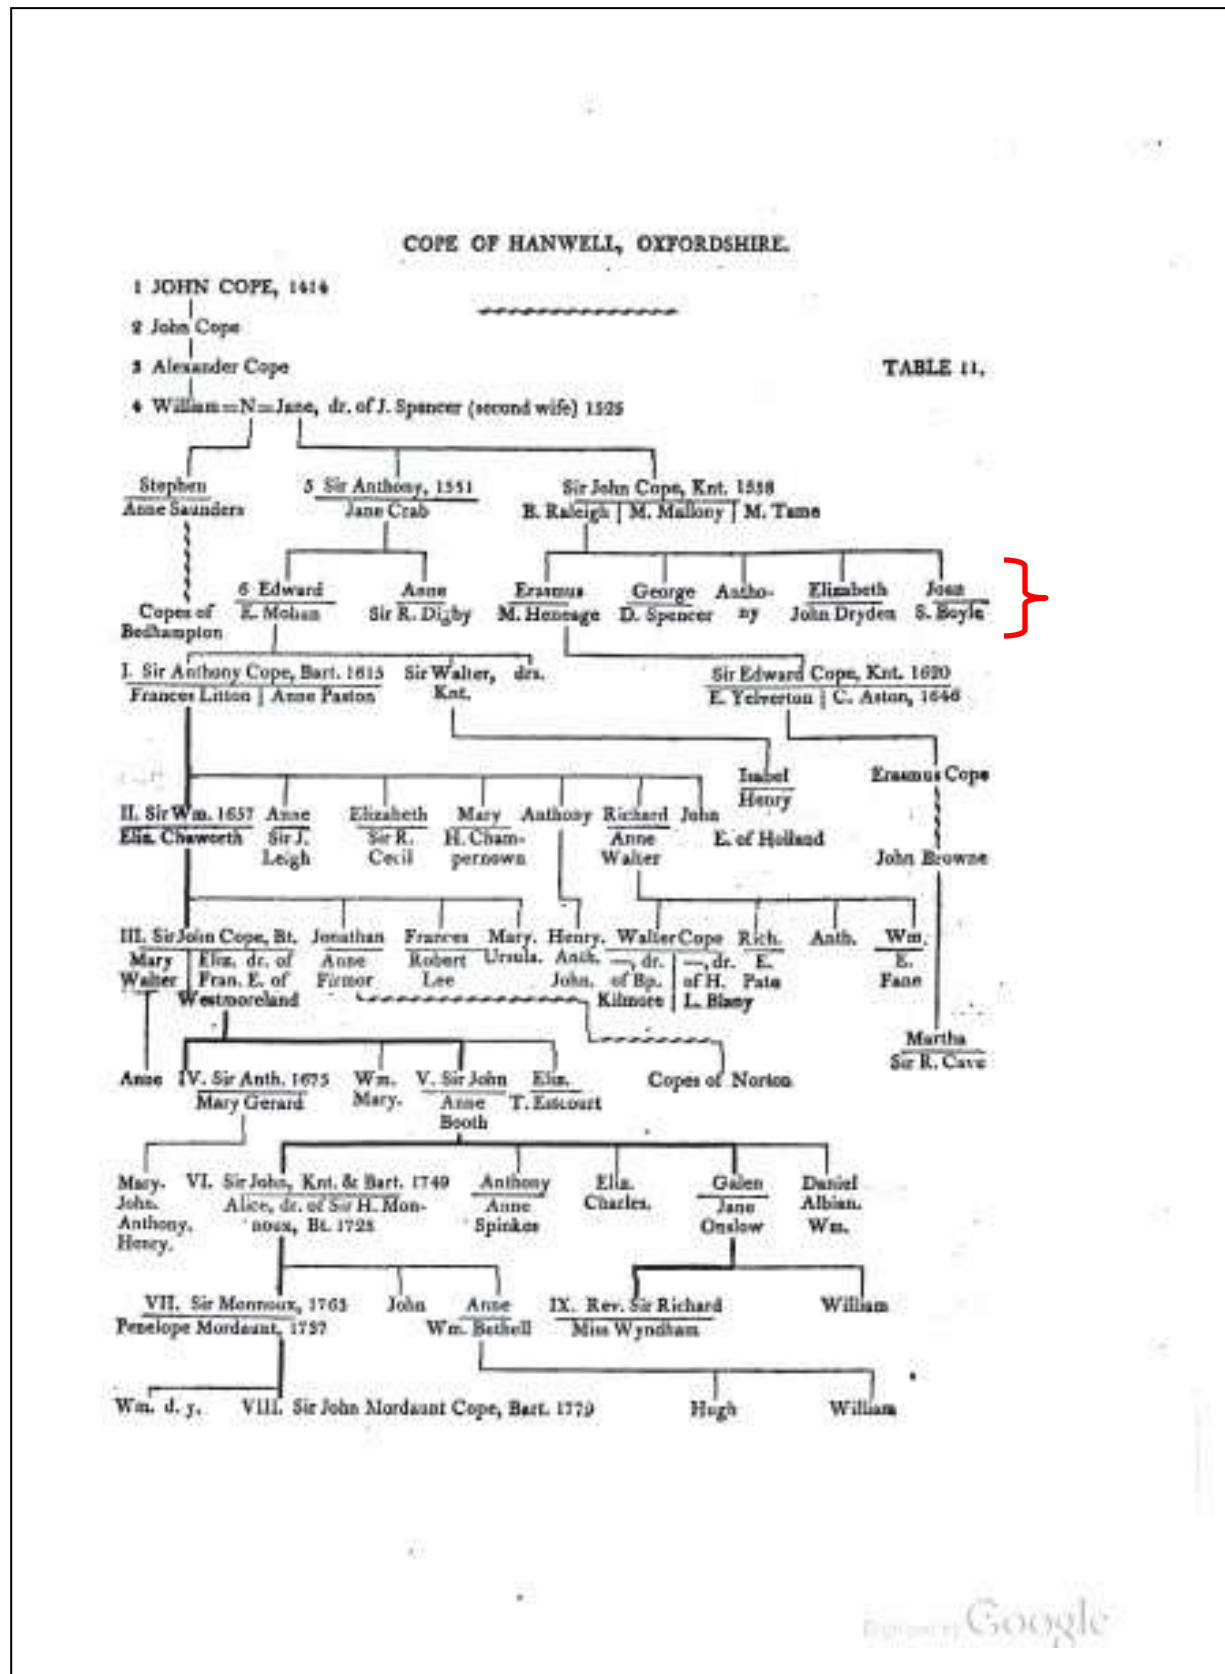 COPE OF HANWELL, OXFORDSHIRE.
1 JOHN COPE, 1414
2 John Cope
3 Alexander Cope
TABLE 11.
4 William=N=Jane, dr. of J. Spencer (second wife) 1525
Stephen 5 Sir Anthony, 1551 Sir John Cope, Knt. 1558
Anne Saunders Jane Crab B. Raleigh | M. Mallony | M. Tame
6 Edward Anne Erasmus George Antho- Elizabeth Joan
Copes of E. Mohan Sir R. Digby M. Heneage D. Spencer ny John Dryden S. Boyle
Bedhampton
I. Sir Anthony Cope, Bart. 1615 Sir Walter, drs. Sir Edward Cope, Knt. 1620
Frances Litton | Anne Paston Knt. E. Yelverton | C. Aston, 1646
Isabel Erasmus Cope
Henry
II. Sir Wm. 1637 Anne Elizabeth Mary Anthony Richard John
Eliz. Chaworth Sir J. Sir R. H. Cham- Anne E. of Holland
Leigh Cecil pernown Walter John Browne
III. Sir John Cope, Bt. Jonathan Frances Mary. Henry. Walter Cope Rich. Anth. Wm.
Mary Eliz. dr. of Anne Robert Ursula. Anth. —, dr. —, dr. E. E.
Walter Fran. E. of Firmor Lee John. of Bp. of H. Pate Fane
Westmoreland Kilmore L. Blany
Martha
Sir R. Cave
Anne IV. Sir Anth. 1675 Wm. V. Sir John Eliz. Copes of Norton
Mary Gerard Mary. Anne T. Estcourt
Booth
Mary. VI. Sir John, Knt. & Bart. 1749 Anthony Eliz. Galen Daniel
John. Alice, dr. of Sir H. Mon- Anne Charles. Jane Albian.
Anthony. noux, Bt. 1723 Spinkes Onslow Wm.
Henry.
VII. Sir Monnoux, 1763 John Anne IX. Rev. Sir Richard William
Penelope Mordaunt, 1737 Wm. Bethell Miss Wyndham
Wm. d. y. VIII. Sir John Mordaunt Cope, Bart. 1779 Hugh William
Digitized by Google